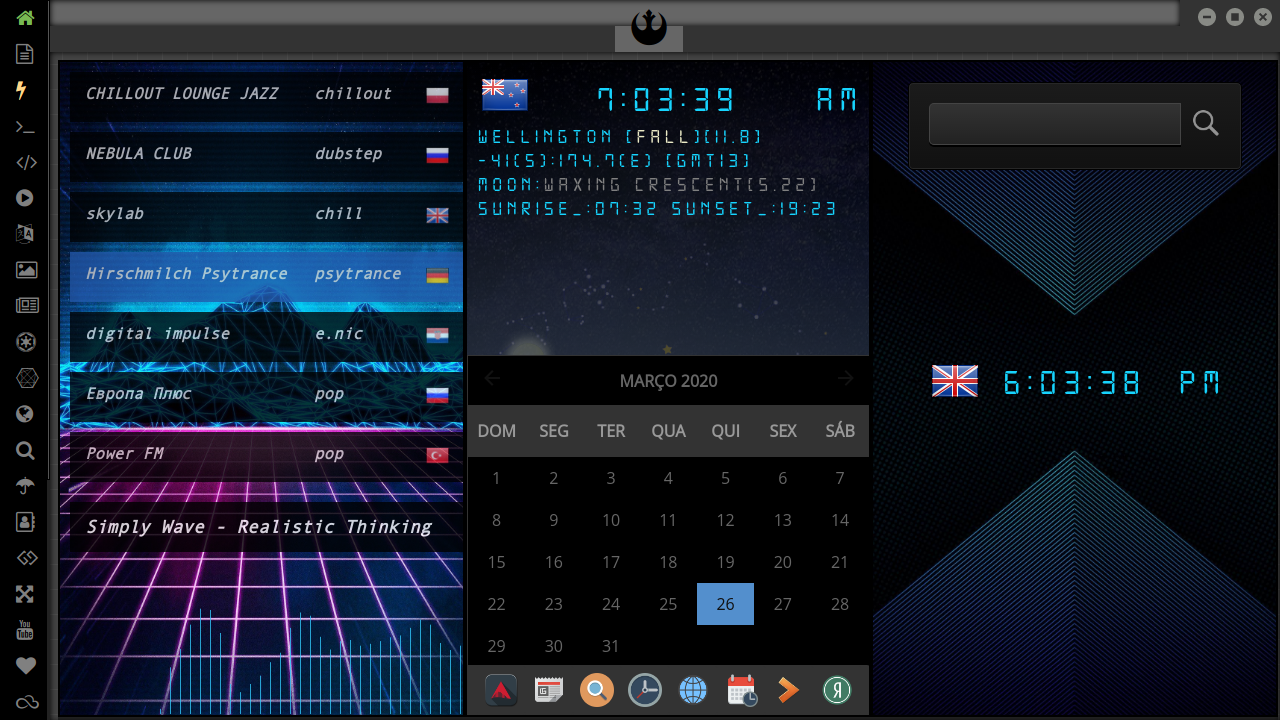 CHILLOUT LOUNGE JAZZ chillout
NEBULA CLUB dubstep
skylab chill
Hirschmilch Psytrance psytrance
digital impulse e.nic
Европа Плюс pop
Power FM pop
Simply Wave - Realistic Thinking
7:03:39 AM
WELLINGTON (FALL)(11.8)
-41(S):174.7(E) (GMT13)
MOON:WAXING CRESCENT(5.22)
SUNRISE_:07:32 SUNSET_:19:23
MARÇO 2020
DOM SEG TER QUA QUI SEX SÁB
1 2 3 4 5 6 7
8 9 10 11 12 13 14
15 16 17 18 19 20 21
22 23 24 25 26 27 28
29 30 31
6:03:38 PM
You
Tube
Я